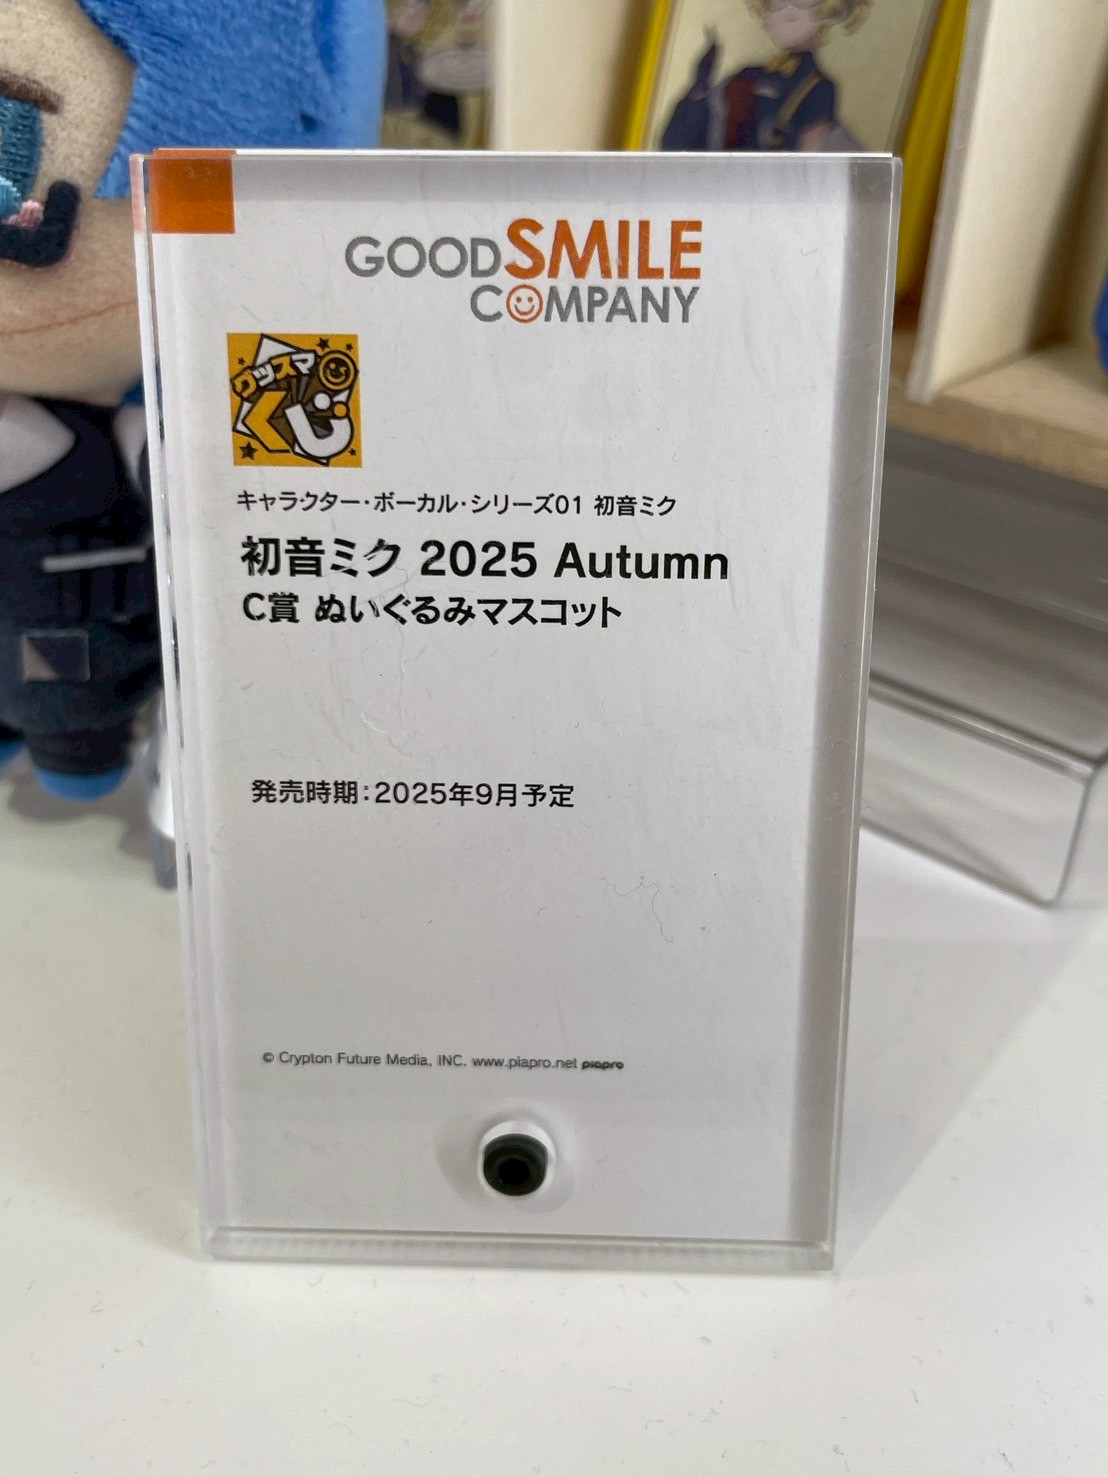 GOOD SMILE
COMPANY
グッスマ
くじ
キャラクター・ボーカル・シリーズ01 初音ミク
初音ミク 2025 Autumn
C賞 ぬいぐるみマスコット
発売時期：2025年9月予定
© Crypton Future Media, INC. www.piapro.net piapro